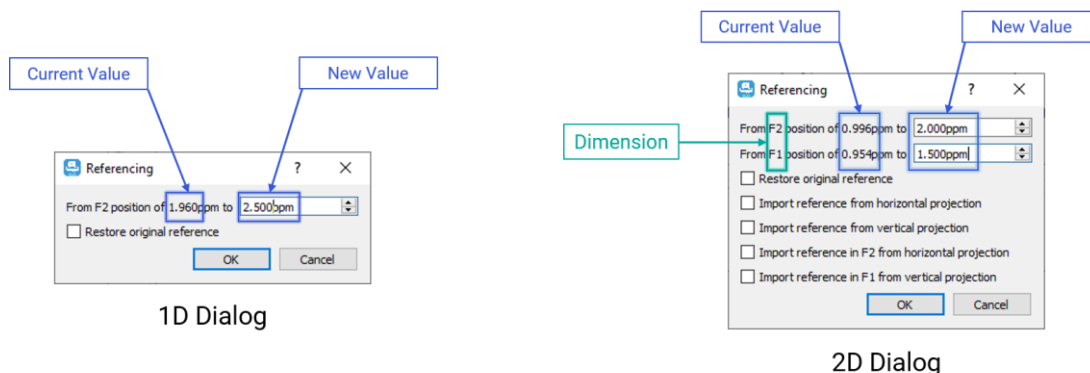 Current Value
New Value
Referencing ? ×
From F2 position of 1.960ppm to 2.500ppm
Restore original reference
OK Cancel
1D Dialog
Current Value
New Value
Dimension
Referencing ? ×
From F2 position of 0.996ppm to 2.000ppm
From F1 position of 0.954ppm to 1.500ppm
Restore original reference
Import reference from horizontal projection
Import reference from vertical projection
Import reference in F2 from horizontal projection
Import reference in F1 from vertical projection
OK Cancel
2D Dialog